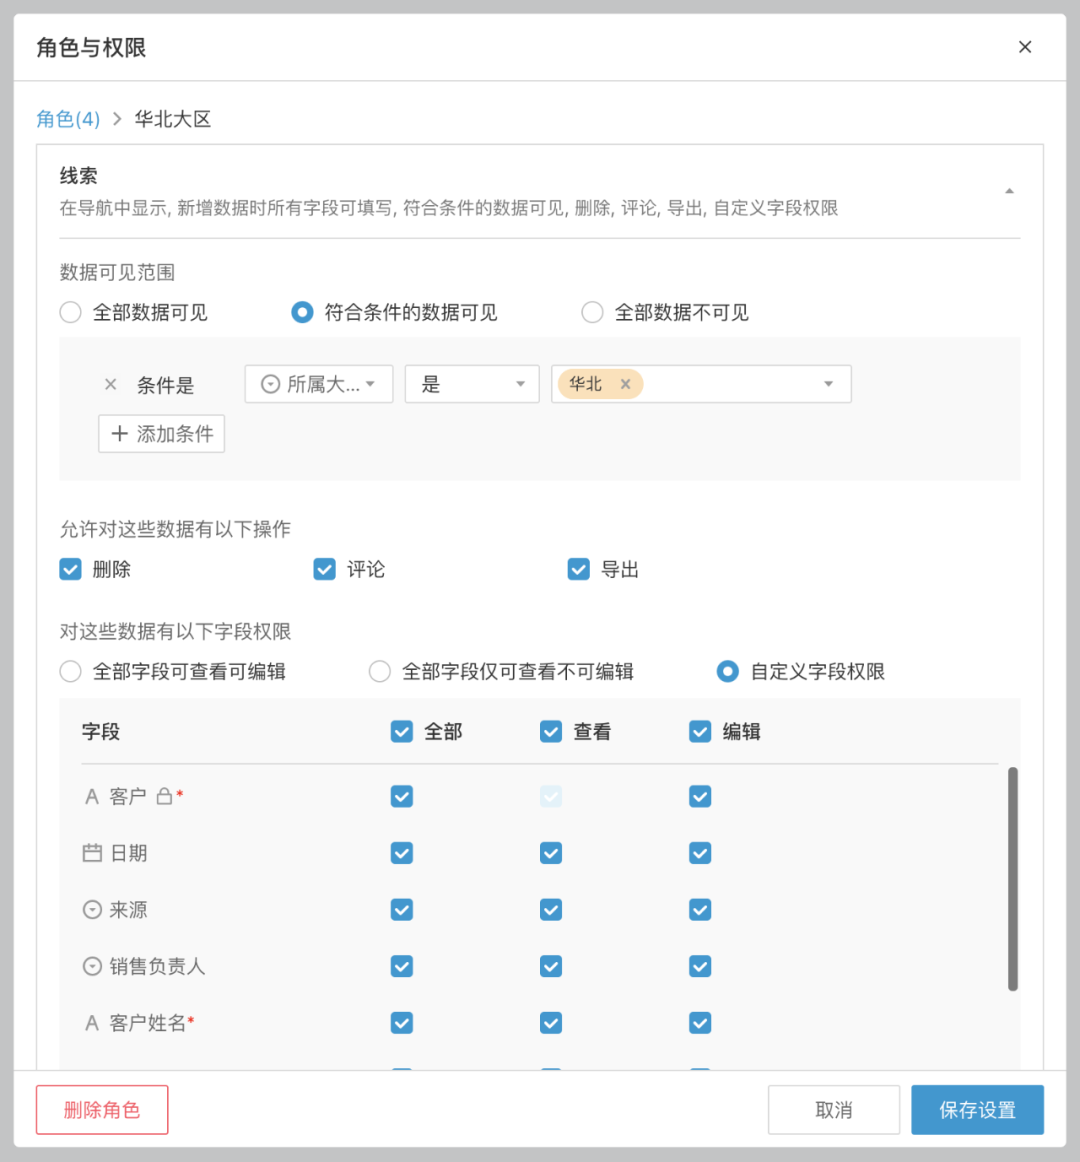 角色与权限
角色(4) > 华北大区
线索
在导航中显示, 新增数据时所有字段可填写, 符合条件的数据可见, 删除, 评论, 导出, 自定义字段权限
数据可见范围
全部数据可见 符合条件的数据可见 全部数据不可见
条件是 所属大... 是 华北
添加条件
允许对这些数据有以下操作
删除 评论 导出
对这些数据有以下字段权限
全部字段可查看可编辑 全部字段仅可查看不可编辑 自定义字段权限
字段 全部 查看 编辑
A 客户 *
日期
来源
销售负责人
A 客户姓名*
删除角色 取消 保存设置